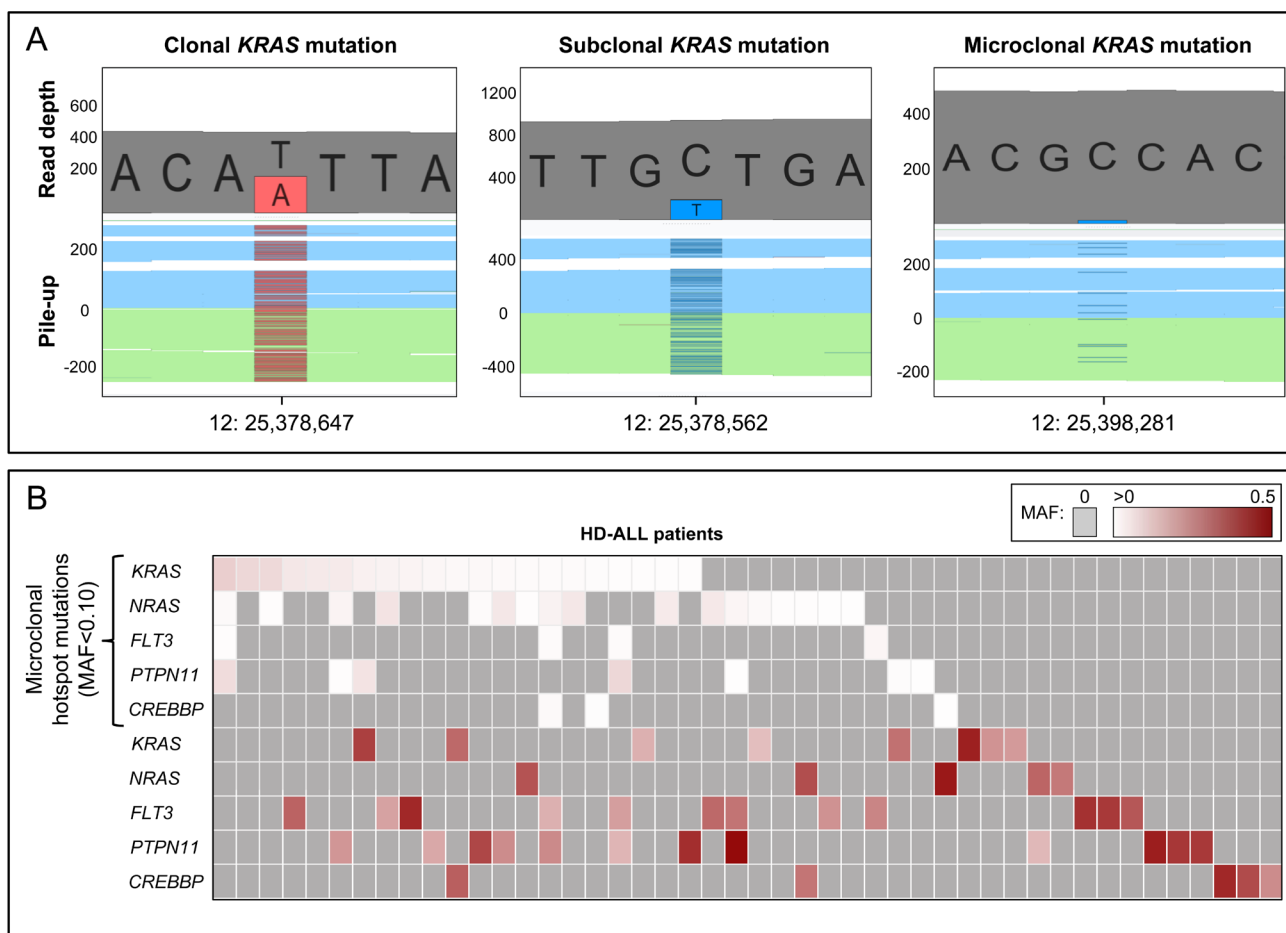 A
Clonal KRAS mutation
Subclonal KRAS mutation
Microclonal KRAS mutation
Read depth
Pile-up
600
400
200
200
0
-200
A C A T T T A
A
12: 25,378,647
1200
800
400
400
0
-400
T T G C T G A
T
12: 25,378,562
400
200
200
0
-200
A C G C C A C
12: 25,398,281
B
MAF:
0
>0
0.5
HD-ALL patients
Microclonal
hotspot mutations
(MAF<0.10)
KRAS
NRAS
FLT3
PTPN11
CREBBP
KRAS
NRAS
FLT3
PTPN11
CREBBP